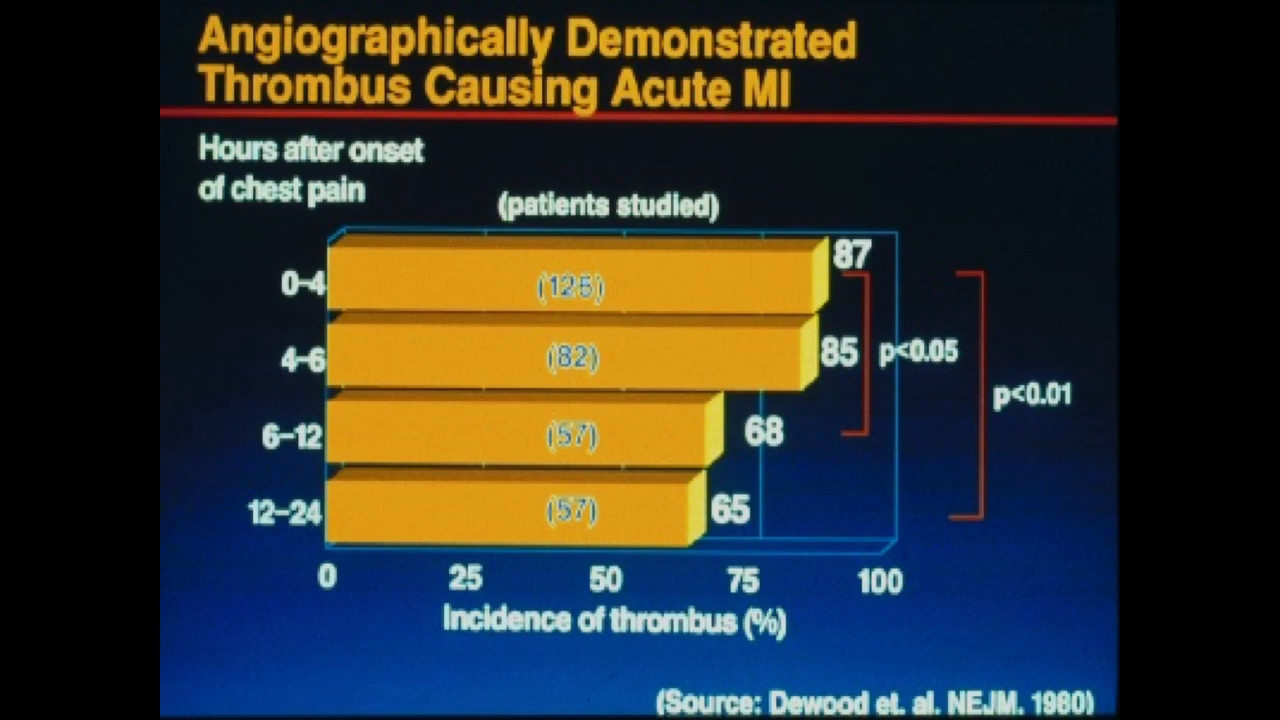 Angiographically Demonstrated
Thrombus Causing Acute MI
Hours after onset
of chest pain
(patients studied)
0–4
(126)
87
4–6
(82)
85
p<0.05
p<0.01
6–12
(57)
68
12–24
(57)
65
0 25 50 75 100
Incidence of thrombus (%)
(Source: Dewood et. al. NEJM. 1980)